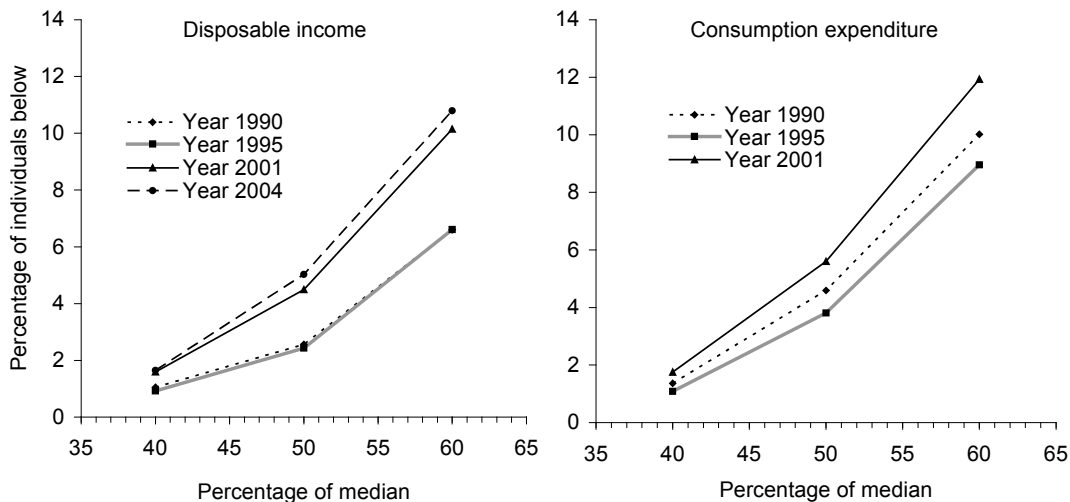 Disposable income
14
12
10
8
6
4
2
0
Percentage of individuals below
Year 1990
Year 1995
Year 2001
Year 2004
35 40 45 50 55 60 65
Percentage of median
Consumption expenditure
14
12
10
8
6
4
2
0
Year 1990
Year 1995
Year 2001
35 40 45 50 55 60 65
Percentage of median